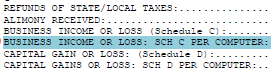 REFUNDS OF STATE/LOCAL TAXES:...............
ALIMONY RECEIVED:...........................
BUSINESS INCOME OR LOSS (Schedule C):.......
BUSINESS INCOME OR LOSS: SCH C PER COMPUTER:
CAPITAL GAIN OR LOSS: (Schedule D):.........
CAPITAL GAINS OR LOSS: SCH D PER COMPUTER:..